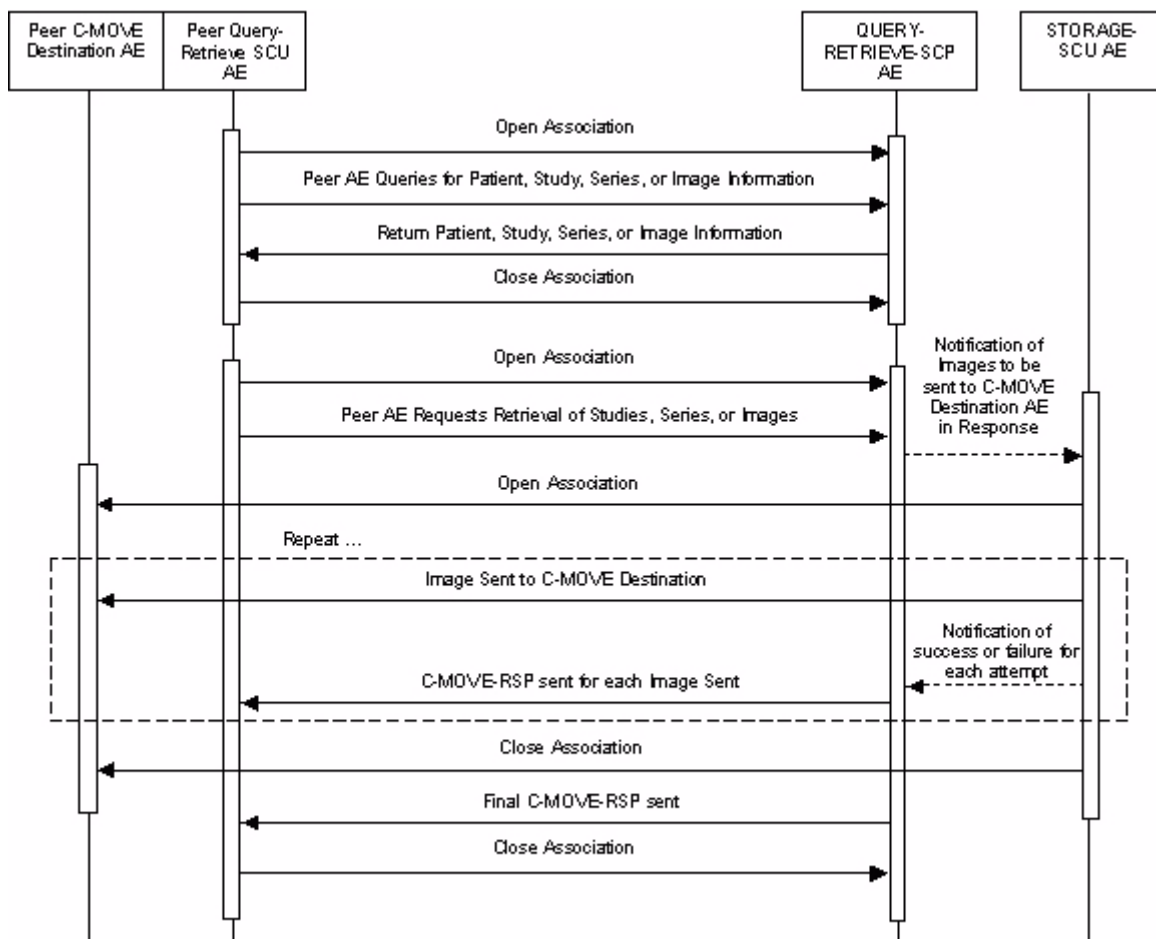 Peer C-MOVE
Destination AE
Peer Query-
Retrieve SCU
AE
QUERY-
RETRIEVE-SCP
AE
STORAGE-
SCU AE
Open Association
Peer AE Queries for Patient, Study, Series, or Image Information
Return Patient, Study, Series, or Image Information
Close Association
Open Association
Notification of
Images to be
sent to C-MOVE
Destination AE
in Response
Peer AE Requests Retrieval of Studies, Series, or Images
Open Association
Repeat ...
Image Sent to C-MOVE Destination
Notification of
success or failure for
each attempt
C-MOVE-RSP sent for each Image Sent
Close Association
Final C-MOVE-RSP sent
Close Association